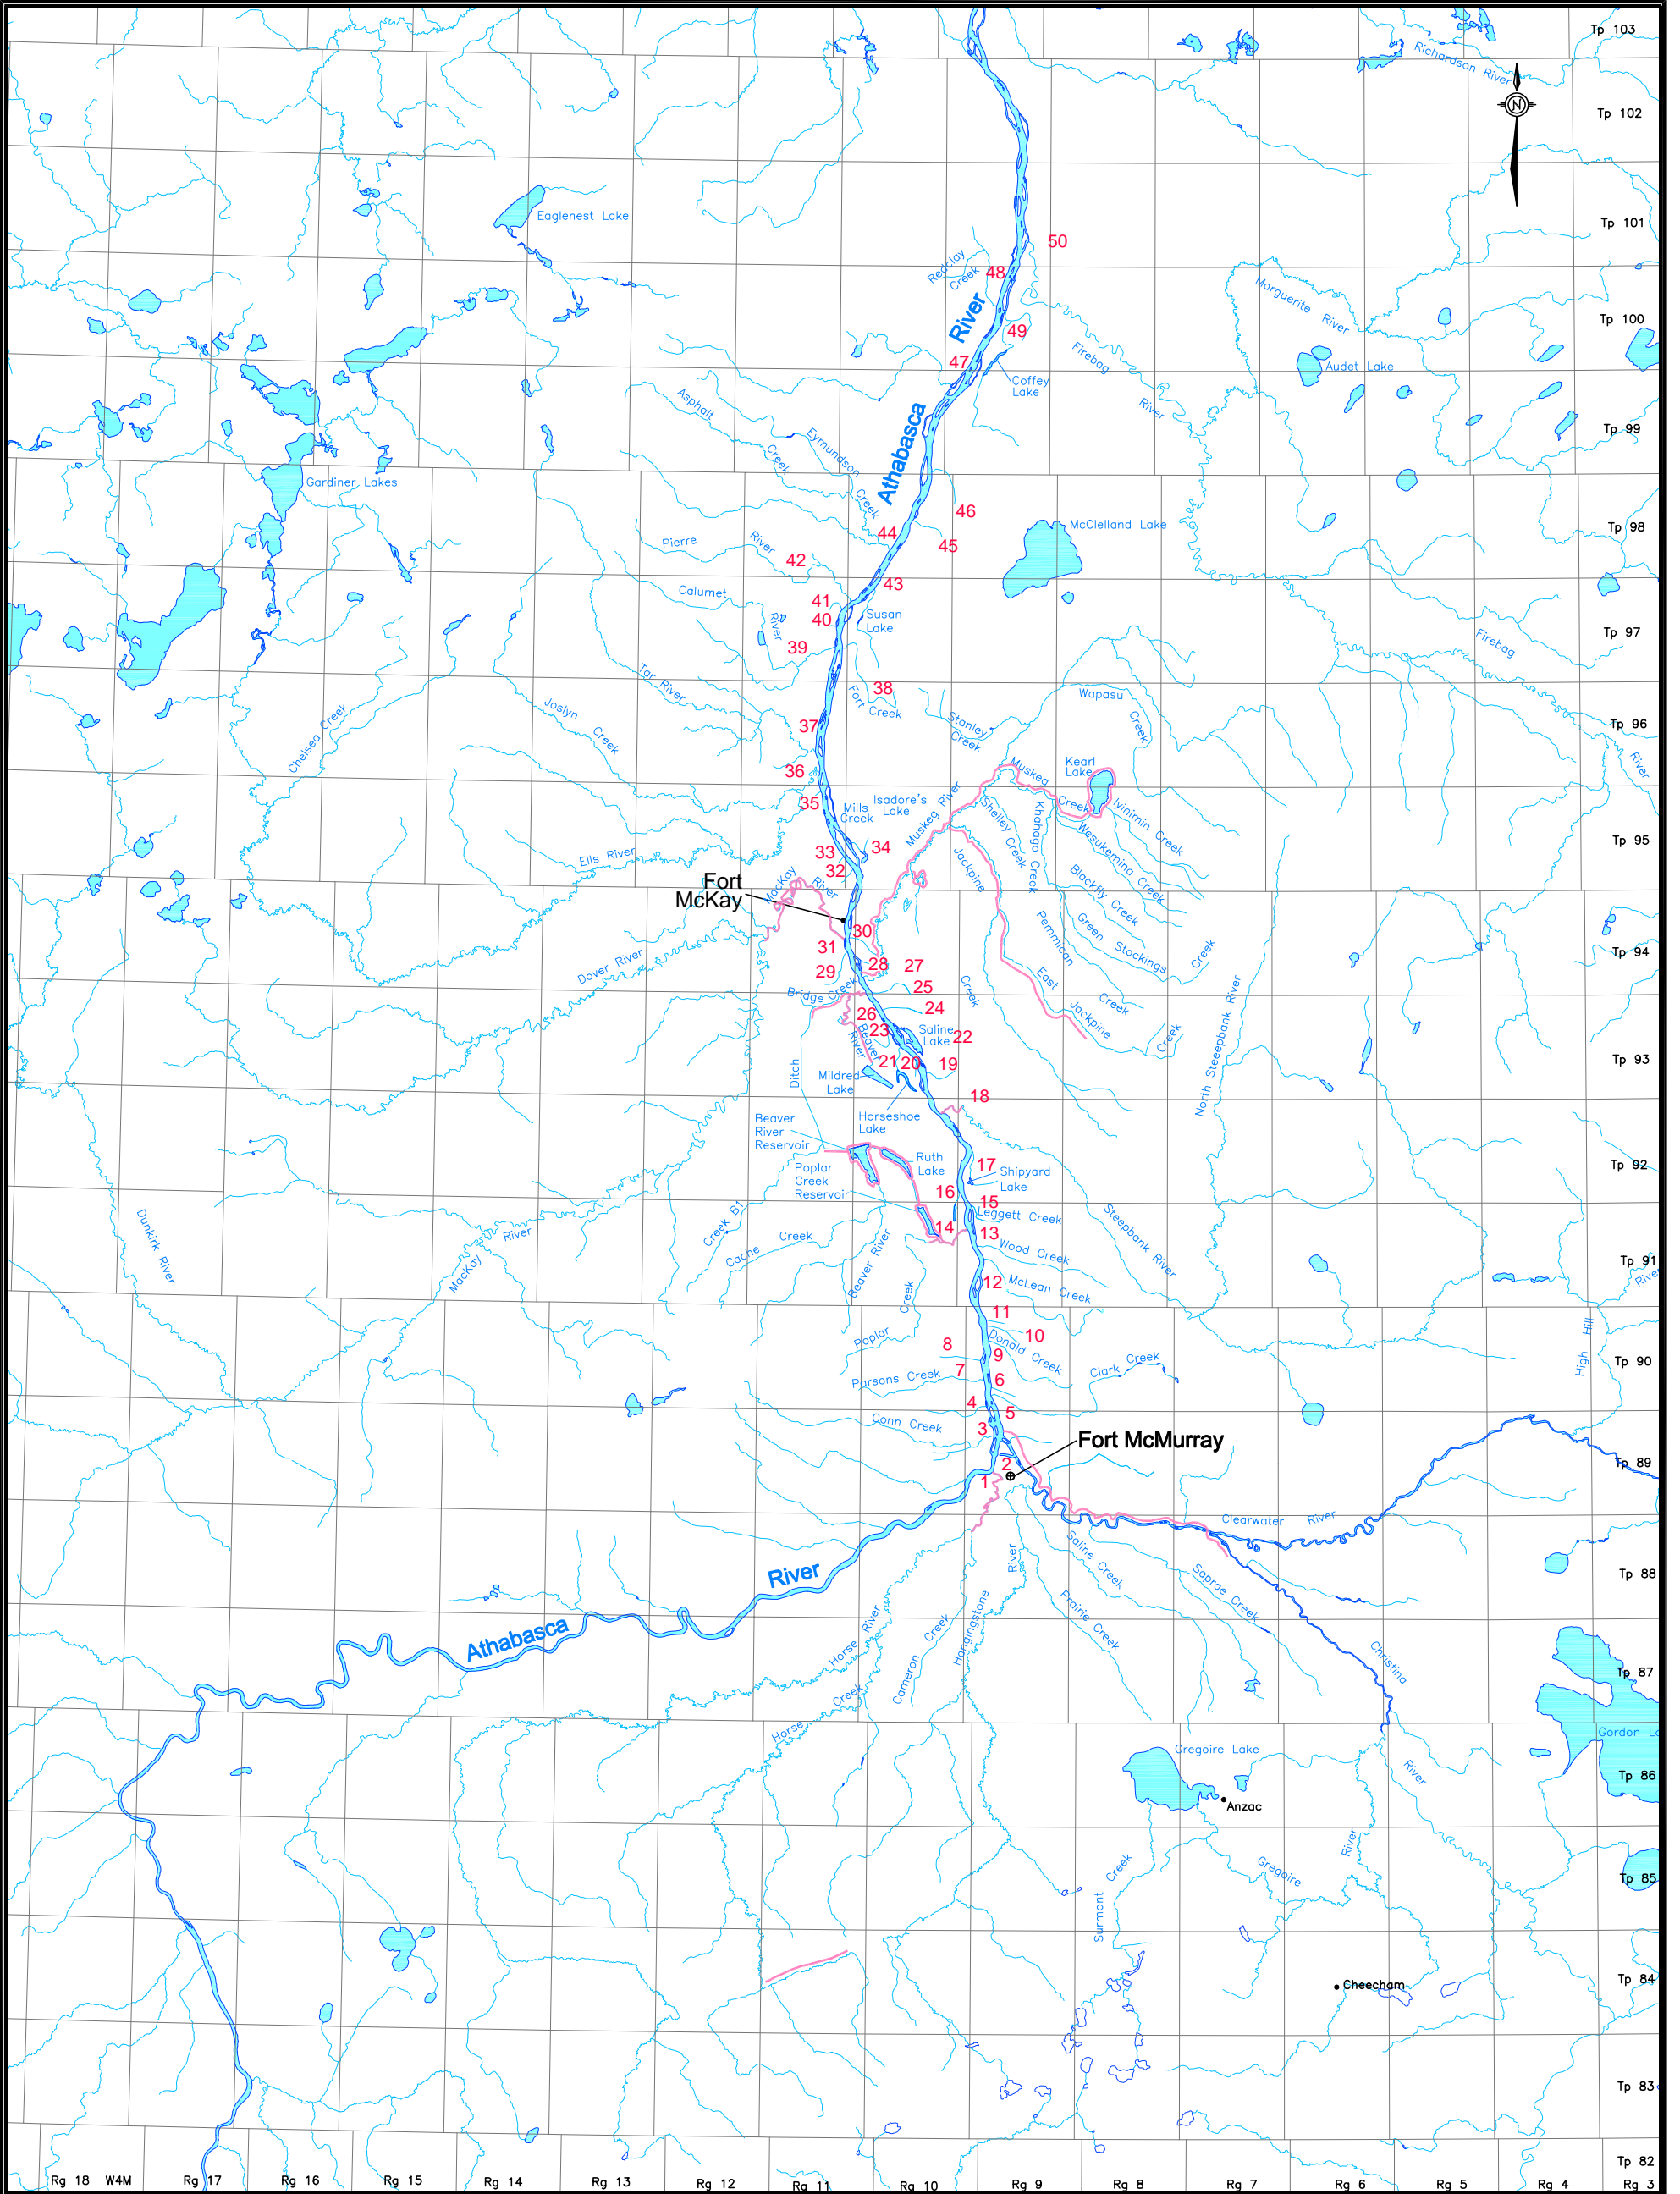 Tp 103
Richardson River
N
Tp 102
Eaglenest Lake
Tp 101
50
Redclay
Creek
48
Marguerite River
River
Tp 100
49
47
Firebag
River
Audet Lake
Coffey
Lake
Asphalt
Creek
Athabasca
Eymundson
Creek
Tp 99
Gardiner Lakes
46
McClelland Lake
Tp 98
44
45
Pierre
River
42
43
Calumet
River
41
40
Susan
Lake
Tp 97
Firebag
River
39
Tar River
38
Fort Creek
Wapasu
Creek
Joslyn
Creek
Chelsea Creek
Stanley
Creek
Tp 96
37
36
Kearl
Lake
Muskeg
Creek
35
Mills
Creek
Isadore's
Lake
Muskeg River
Shelley Creek
Khahago Creek
Iyinimin Creek
Wesukemina Creek
Tp 95
34
33
Ells River
32
Jackpine
Creek
Blackfly Creek
MacKay
River
Fort
McKay
Green Stockings
Creek
Pemmican
Creek
30
31
Tp 94
Dover River
28
27
29
East
Jackpine
Creek
Bridge Creek
25
24
26
23
Saline
Lake
22
Beaver
River
North Steeepbank River
21
20
19
Tp 93
Ditch
Mildred
Lake
18
Horseshoe
Lake
Beaver
River
Reservoir
Ruth
Lake
17
Shipyard
Lake
Tp 92
Poplar
Creek
Reservoir
16
15
Leggett Creek
Creek B1
14
13
Steepbank River
Dunkirk River
MacKay
River
Cache Creek
Beaver River
Wood Creek
Tp 91
River
12
McLean Creek
Poplar
Creek
11
10
High Hill
8
Donald Creek
9
Clark Creek
Tp 90
7
Parsons Creek
6
4
5
Conn Creek
3
Fort McMurray
2
Tp 89
1
Clearwater River
River
Saline Creek
Saprae Creek
Tp 88
River
Prairie Creek
Athabasca
Horse River
Cameron Creek
Hangingstone
Christina
River
Tp 87
Horse Creek
Gordon La
Gregoire Lake
Tp 86
Anzac
Surmont
Creek
Gregoire
River
Tp 85
Tp 84
Cheecham
Tp 83
Tp 82
Rg 18 W4M Rg 17 Rg 16 Rg 15 Rg 14 Rg 13 Rg 12 Rg 11 Rg 10 Rg 9 Rg 8 Rg 7 Rg 6 Rg 5 Rg 4 Rg 3